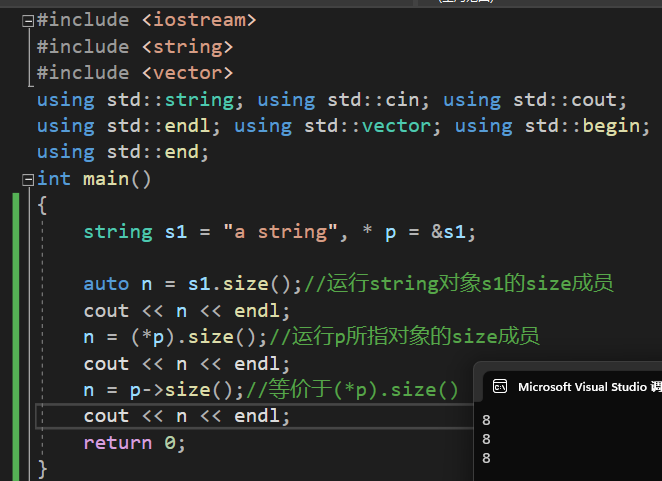 #include <iostream>
#include <string>
#include <vector>
using std::string; using std::cin; using std::cout;
using std::endl; using std::vector; using std::begin;
using std::end;
int main()
{
string s1 = "a string", * p = &s1;
auto n = s1.size();//运行string对象s1的size成员
cout << n << endl;
n = (*p).size();//运行p所指对象的size成员
cout << n << endl;
n = p->size();//等价于(*p).size()
cout << n << endl;
return 0;
}
Microsoft Visual Studio 调
8
8
8